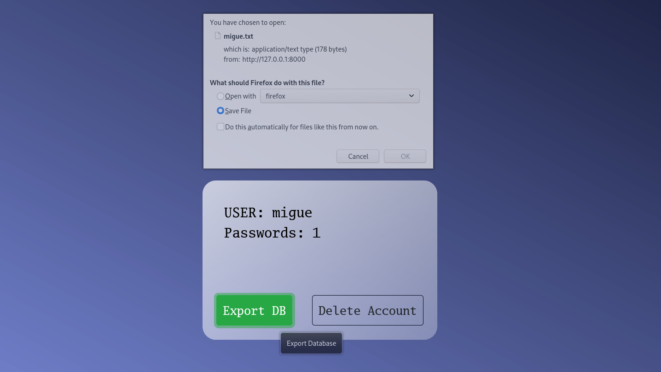 You have chosen to open:
migue.txt
which is: application/text type (178 bytes)
from: http://127.0.0.1:8000
What should Firefox do with this file?
Open with firefox
Save File
Do this automatically for files like this from now on.
Cancel OK
USER: migue
Passwords: 1
Export DB Delete Account
Export Database